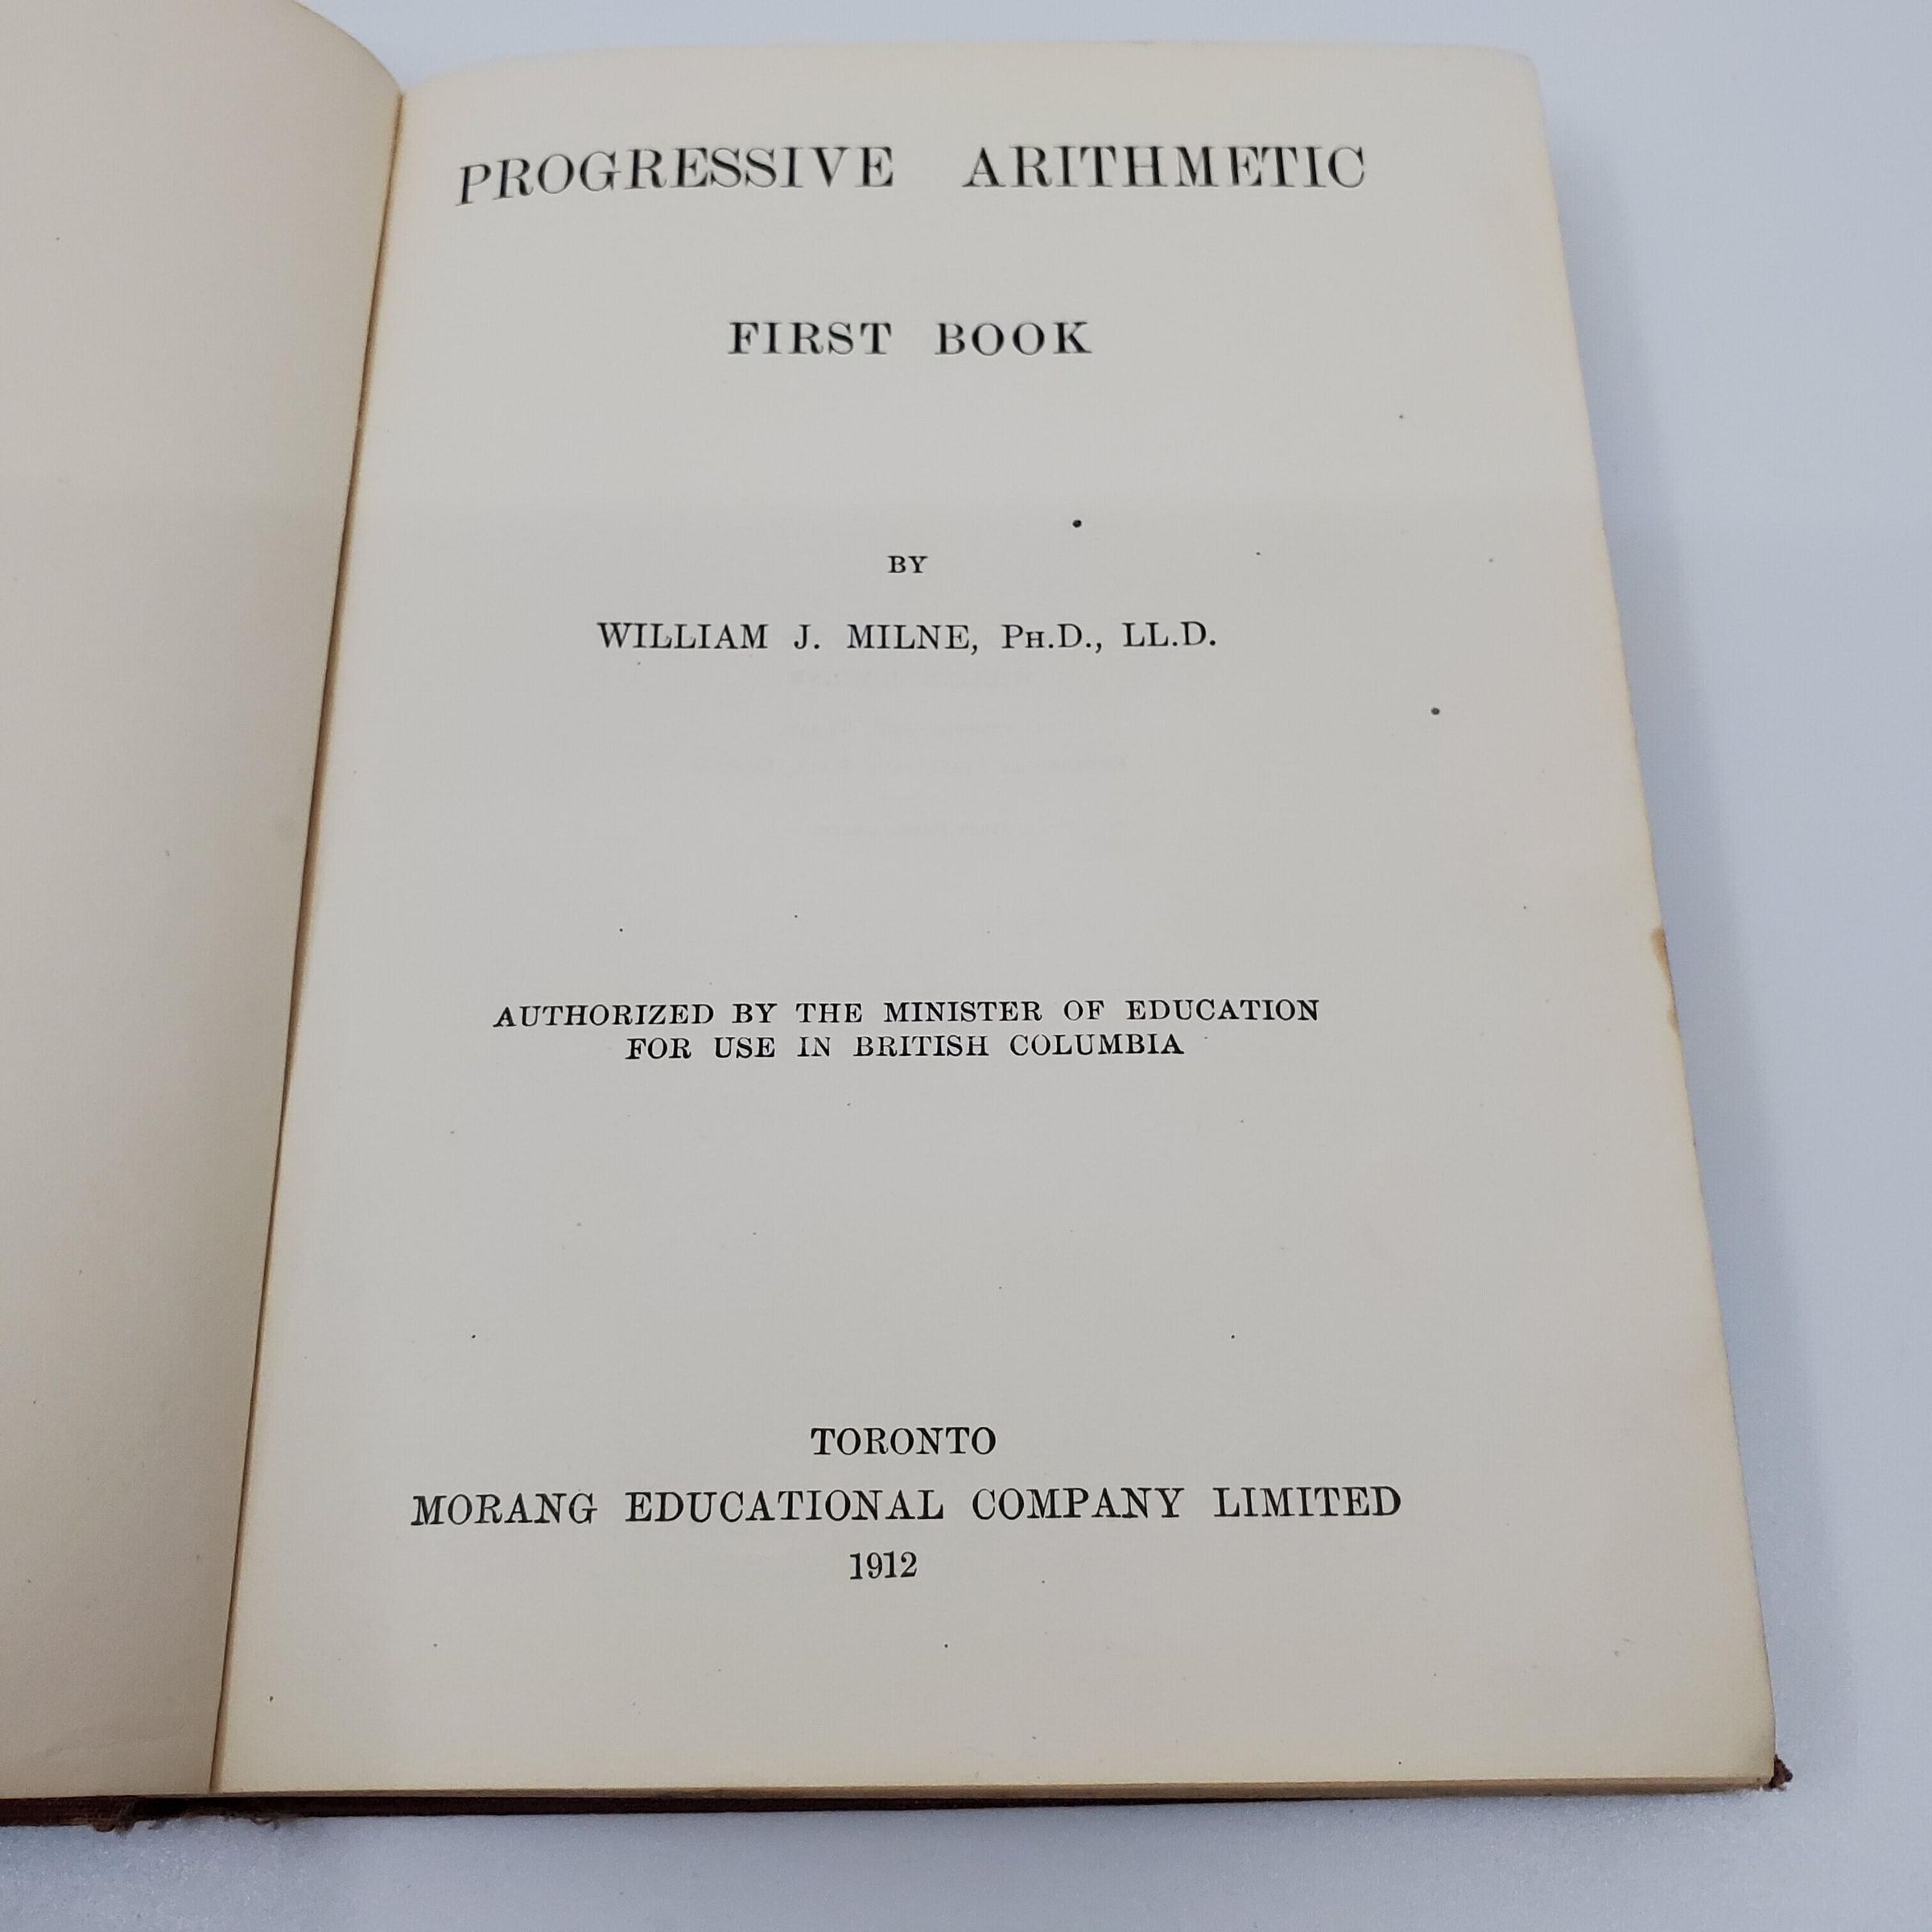 PROGRESSIVE ARITHMETIC
FIRST BOOK
BY
WILLIAM J. MILNE, PH.D., LL.D.
AUTHORIZED BY THE MINISTER OF EDUCATION
FOR USE IN BRITISH COLUMBIA
TORONTO
MORANG EDUCATIONAL COMPANY LIMITED
1912